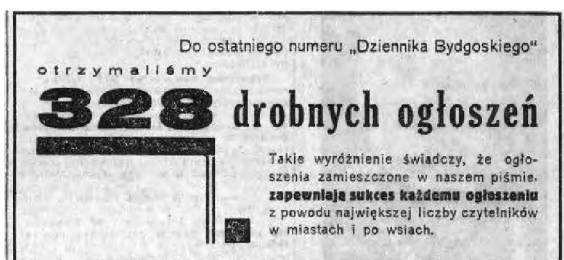 Do ostatniego numeru „Dziennika Bydgoskiego“
otrzymaliśmy
328 drobnych ogłoszeń
Takie wyróżnienie świadczy, że ogło-
szenia zamieszczone w naszem piśmie,
zapewniają sukces każdemu ogłoszeniu
z powodu największej liczby czytelników
w miastach i po wsiach.